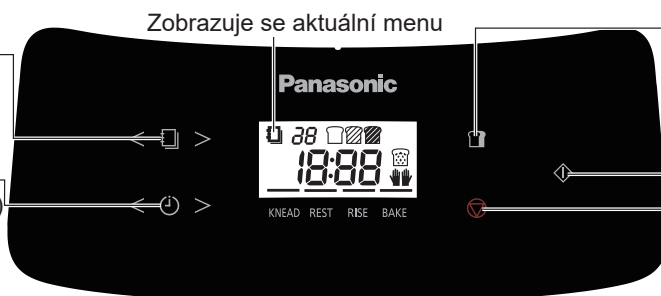 Zobrazuje se aktuální menu
Panasonic
38
18:88
KNEAD REST RISE BAKE